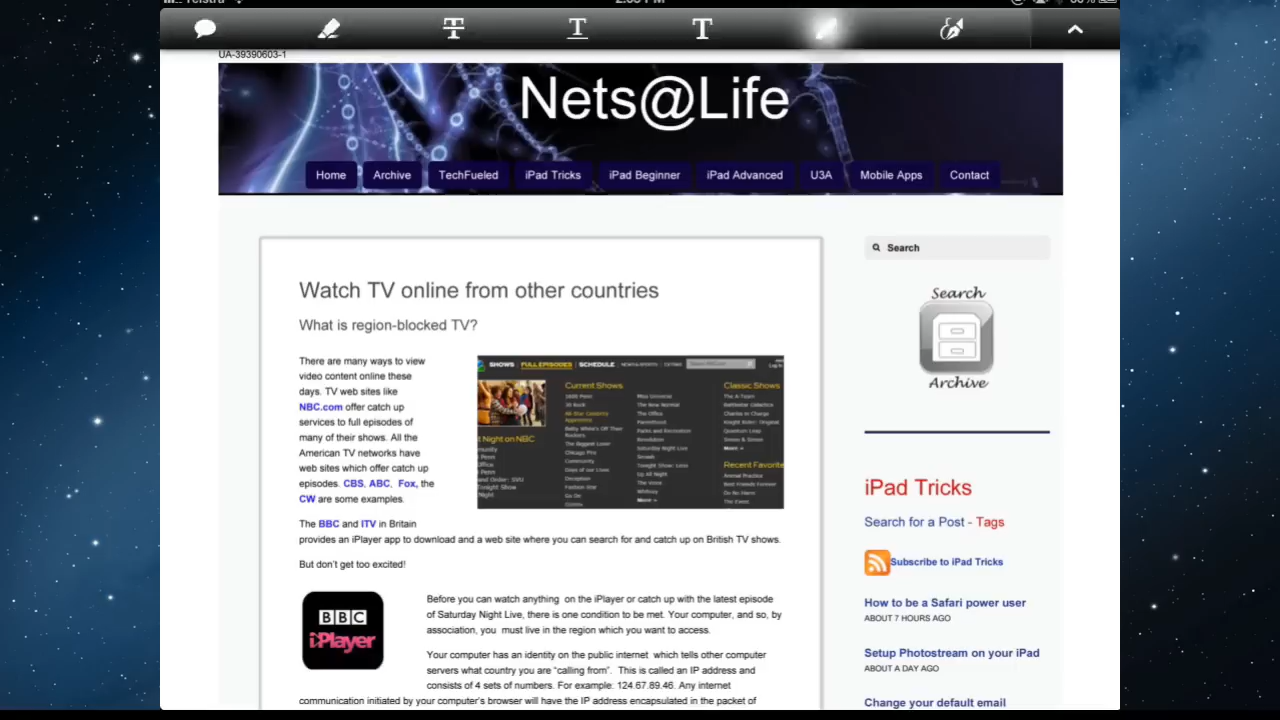 UA-39390603-1
Nets@Life
Home Archive TechFueled iPad Tricks iPad Beginner iPad Advanced U3A Mobile Apps Contact
Search
Watch TV online from other countries
What is region-blocked TV?
There are many ways to view
video content online these
days. TV web sites like
NBC.com offer catch up
services to full episodes of
many of their shows. All the
American TV networks have
web sites which offer catch up
episodes. CBS, ABC, Fox, the
CW are some examples.
SHOWS FULL EPISODES SCHEDULE
Current Shows
Classic Shows
Recent Favorite
The BBC and ITV in Britain
provides an iPlayer app to download and a web site where you can search for and catch up on British TV shows.
But don't get too excited!
BBC
iPlayer
Before you can watch anything on the iPlayer or catch up with the latest episode
of Saturday Night Live, there is one condition to be met. Your computer, and so, by
association, you must live in the region which you want to access.
Your computer has an identity on the public internet which tells other computer
servers what country you are “calling from”. This is called an IP address and
consists of 4 sets of numbers. For example: 124.67.89.46. Any internet
communication initiated by your computer's browser will have the IP address encapsulated in the packet of
Search
Archive
iPad Tricks
Search for a Post - Tags
Subscribe to iPad Tricks
How to be a Safari power user
ABOUT 7 HOURS AGO
Setup Photostream on your iPad
ABOUT A DAY AGO
Change your default email